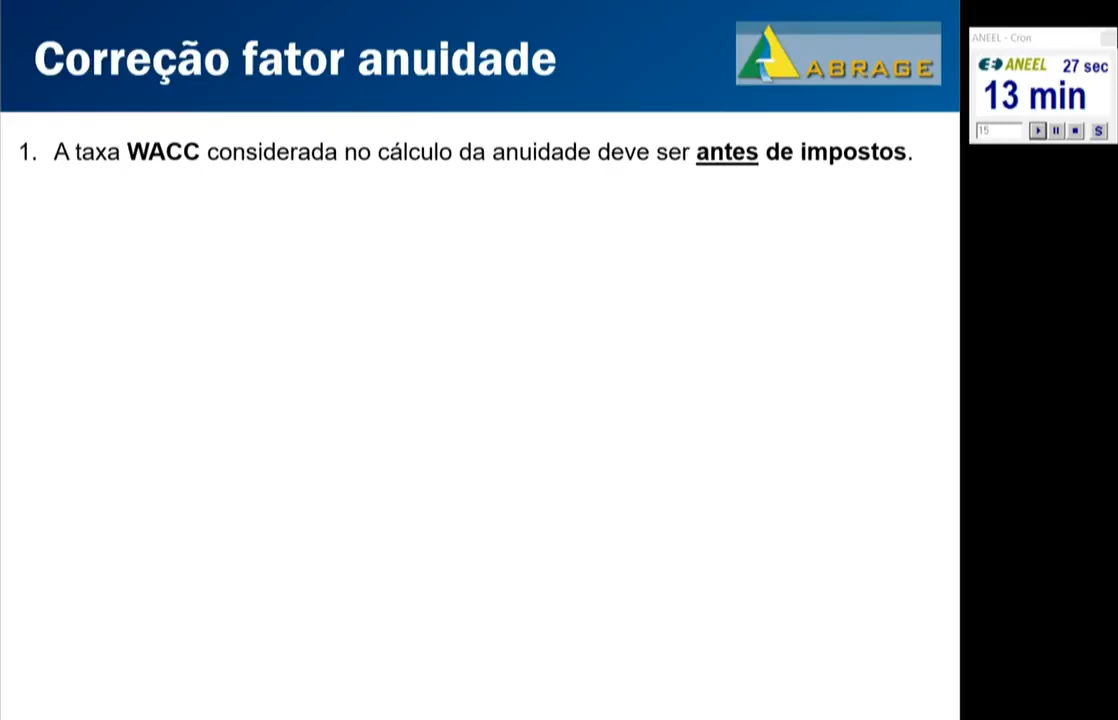 Correção fator anuidade
ABRAGE
ANEEL - Cron
ANEEL 27 sec
13 min
15
S
1. A taxa WACC considerada no cálculo da anuidade deve ser antes de impostos.